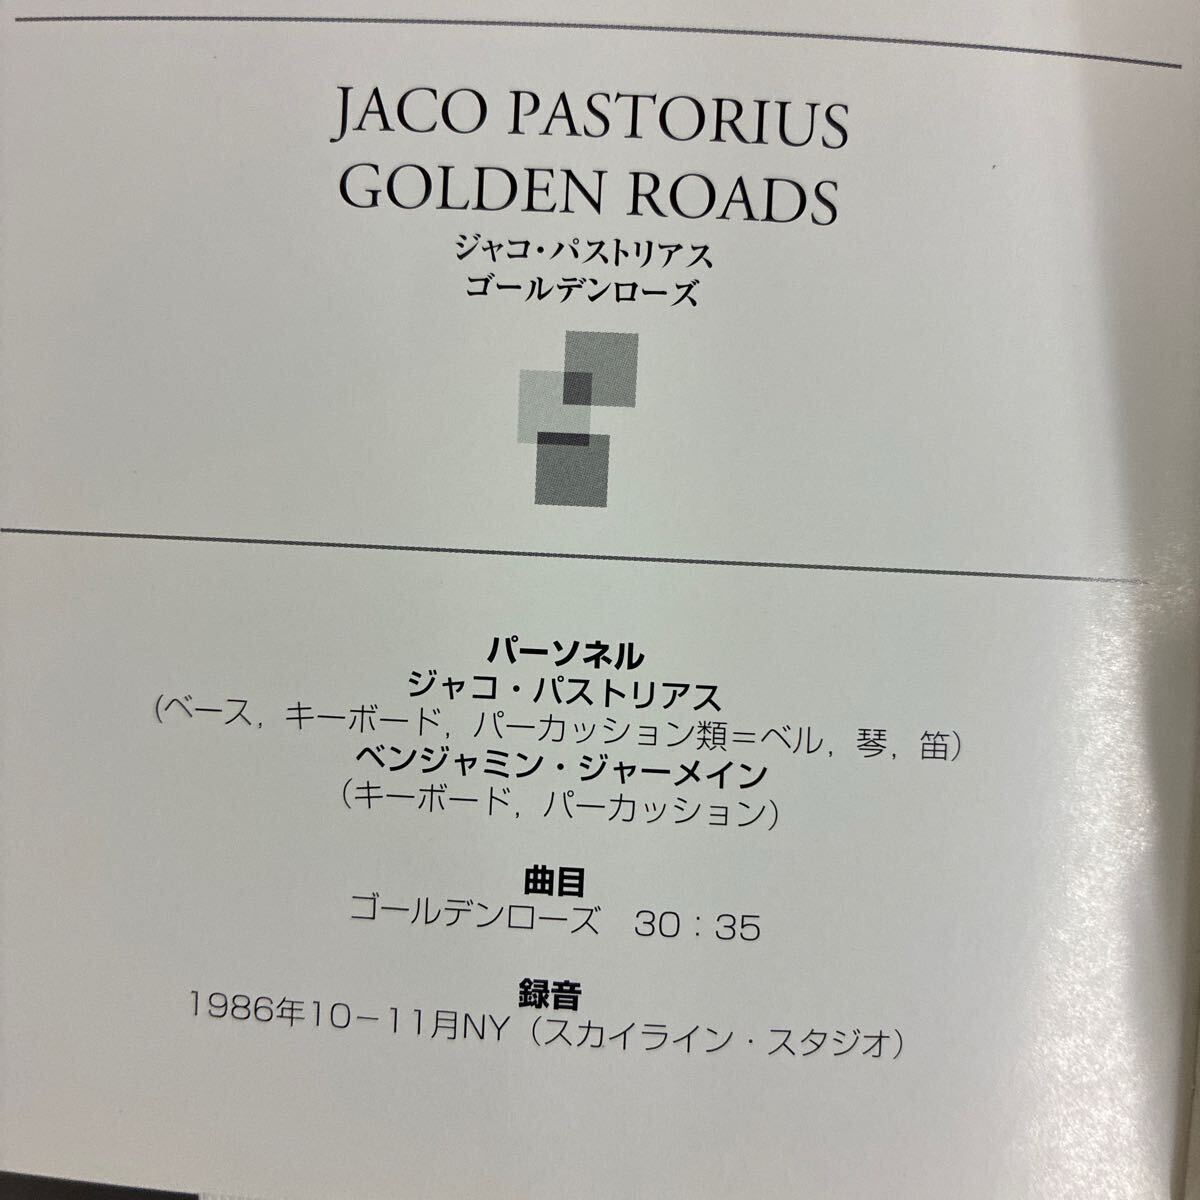 JACO PASTORIUS
GOLDEN ROADS
ジャコ・パストリアス
ゴールデンローズ
パーソネル
ジャコ・パストリアス
(ベース, キーボード, パーカッション類＝ベル, 琴, 笛)
ベンジャミン・ジャーメイン
(キーボード, パーカッション)
曲目
ゴールデンローズ　30：35
録音
1986年10－11月NY（スカイライン・スタジオ）